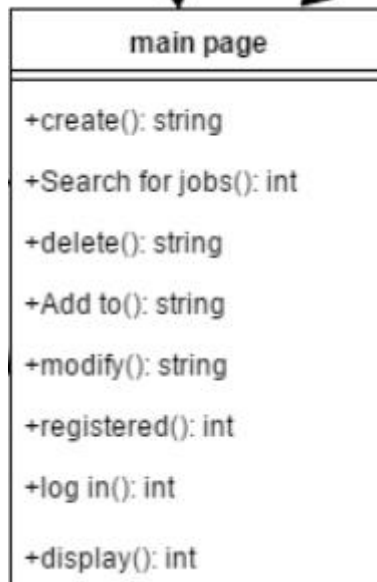 main page
+create(): string
+Search for jobs(): int
+delete(): string
+Add to(): string
+modify(): string
+registered(): int
+log in(): int
+display(): int